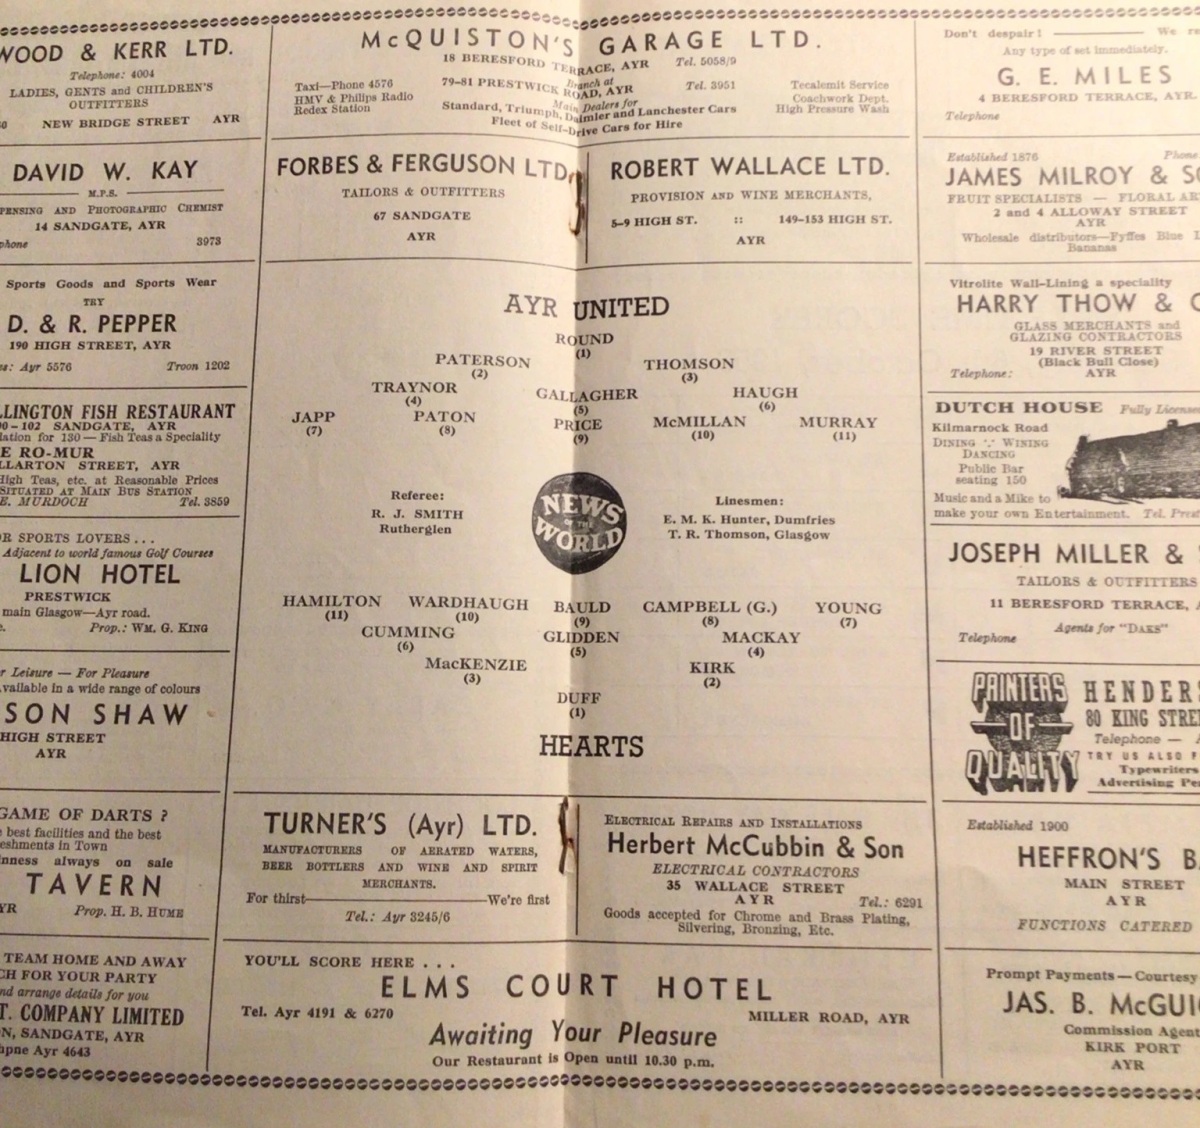 WOOD & KERR LTD.
Telephone: 4004
LADIES, GENTS and CHILDREN'S
OUTFITTERS
NEW BRIDGE STREET AYR
DAVID W. KAY
M.P.S.
PENSING AND PHOTOGRAPHIC CHEMIST
14 SANDGATE, AYR
phone 3973
Sports Goods and Sports Wear
TRY
D. & R. PEPPER
190 HIGH STREET, AYR
es: Ayr 5576 Troon 1202
LLINGTON FISH RESTAURANT
0-102 SANDGATE, AYR
lation for 130 — Fish Teas a Speciality
E RO-MUR
LLARTON STREET, AYR
High Teas, etc. at Reasonable Prices
SITUATED AT MAIN BUS STATION
E. MURDOCH Tel. 3859
OR SPORTS LOVERS...
Adjacent to world famous Golf Courses
LION HOTEL
PRESTWICK
main Glasgow—Ayr road.
e. Prop.: WM. G. KING
r Leisure — For Pleasure
vailable in a wide range of colours
SON SHAW
HIGH STREET
AYR
GAME OF DARTS ?
e best facilities and the best
eshments in Town
inness always on sale
TAVERN
YR Prop. H. B. HUME
TEAM HOME AND AWAY
CH FOR YOUR PARTY
nd arrange details for you
T. COMPANY LIMITED
N, SANDGATE, AYR
Ayr 4643
McQUISTON'S GARAGE LTD.
18 BERESFORD TERRACE, AYR Tel. 5058/9
Taxi—Phone 4576
HMV & Philips Radio
Redex Station
Branch at
79-81 PRESTWICK ROAD, AYR Tel. 3951
Main Dealers for
Standard, Triumph, Daimler and Lanchester Cars
Fleet of Self-Drive Cars for Hire
Tecalemit Service
Coachwork Dept.
High Pressure Wash
FORBES & FERGUSON LTD.
TAILORS & OUTFITTERS
67 SANDGATE
AYR
ROBERT WALLACE LTD.
PROVISION AND WINE MERCHANTS,
5-9 HIGH ST. :: 149-153 HIGH ST.
AYR
AYR UNITED
ROUND
(1)
PATERSON THOMSON
(2) (3)
TRAYNOR GALLAGHER HAUGH
(4) (5) (6)
JAPP PATON PRICE McMILLAN MURRAY
(7) (8) (9) (10) (11)
Referee:
R. J. SMITH
Rutherglen
NEWS
OF THE
WORLD
Linesmen:
E. M. K. Hunter, Dumfries
T. R. Thomson, Glasgow
HAMILTON WARDHAUGH BAULD CAMPBELL (G.) YOUNG
(11) (10) (9) (8) (7)
CUMMING GLIDDEN MACKAY
(6) (5) (4)
MacKENZIE KIRK
(3) (2)
DUFF
(1)
HEARTS
TURNER'S (Ayr) LTD.
MANUFACTURERS OF AERATED WATERS,
BEER BOTTLERS AND WINE AND SPIRIT
MERCHANTS.
For thirst — We're first
Tel.: Ayr 3245/6
ELECTRICAL REPAIRS AND INSTALLATIONS
Herbert McCubbin & Son
ELECTRICAL CONTRACTORS
35 WALLACE STREET
AYR Tel.: 6291
Goods accepted for Chrome and Brass Plating,
Silvering, Bronzing, Etc.
YOU'LL SCORE HERE ...
ELMS COURT HOTEL
Tel. Ayr 4191 & 6270 MILLER ROAD, AYR
Awaiting Your Pleasure
Our Restaurant is Open until 10.30 p.m.
Don't despair! — We re
Any type of set immediately.
G. E. MILES
4 BERESFORD TERRACE, AYR.
Telephone
Established 1876 Phone
JAMES MILROY & SO
FRUIT SPECIALISTS — FLORAL AR
2 and 4 ALLOWAY STREET
AYR
Wholesale distributors—Fyffes Blue L
Bananas
Vitrolite Wall-Lining a speciality
HARRY THOW & C
GLASS MERCHANTS and
GLAZING CONTRACTORS
19 RIVER STREET
(Black Bull Close)
Telephone: AYR
DUTCH HOUSE Fully License
Kilmarnock Road
DINING ∵ WINING
DANCING
Public Bar
seating 150
Music and a Mike to
make your own Entertainment. Tel. Prest
JOSEPH MILLER &
TAILORS & OUTFITTERS
11 BERESFORD TERRACE, A
Agents for "DAKS"
Telephone
PRINTERS
OF
QUALITY
HENDERS
80 KING STREE
Telephone — A
TRY US ALSO F
Typewriters
Advertising Pe
Established 1900
HEFFRON'S BA
MAIN STREET
AYR
FUNCTIONS CATERED
Prompt Payments — Courtesy
JAS. B. McGUI
Commission Agent
KIRK PORT
AYR